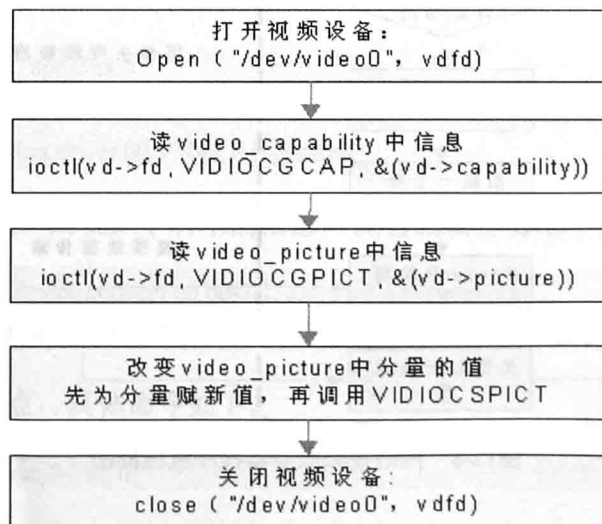 打开视频设备：
Open ( "/dev/video0", vdfd)
读video_capability中信息
ioctl(vd->fd, VIDIOCGCAP, &(vd->capability))
读video_picture中信息
ioctl(vd->fd, VIDIOCGPICT, &(vd->picture))
改变video_picture中分量的值
先为分量赋新值，再调用VIDIOCSPICT
关闭视频设备：
close ( "/dev/video0", vdfd)